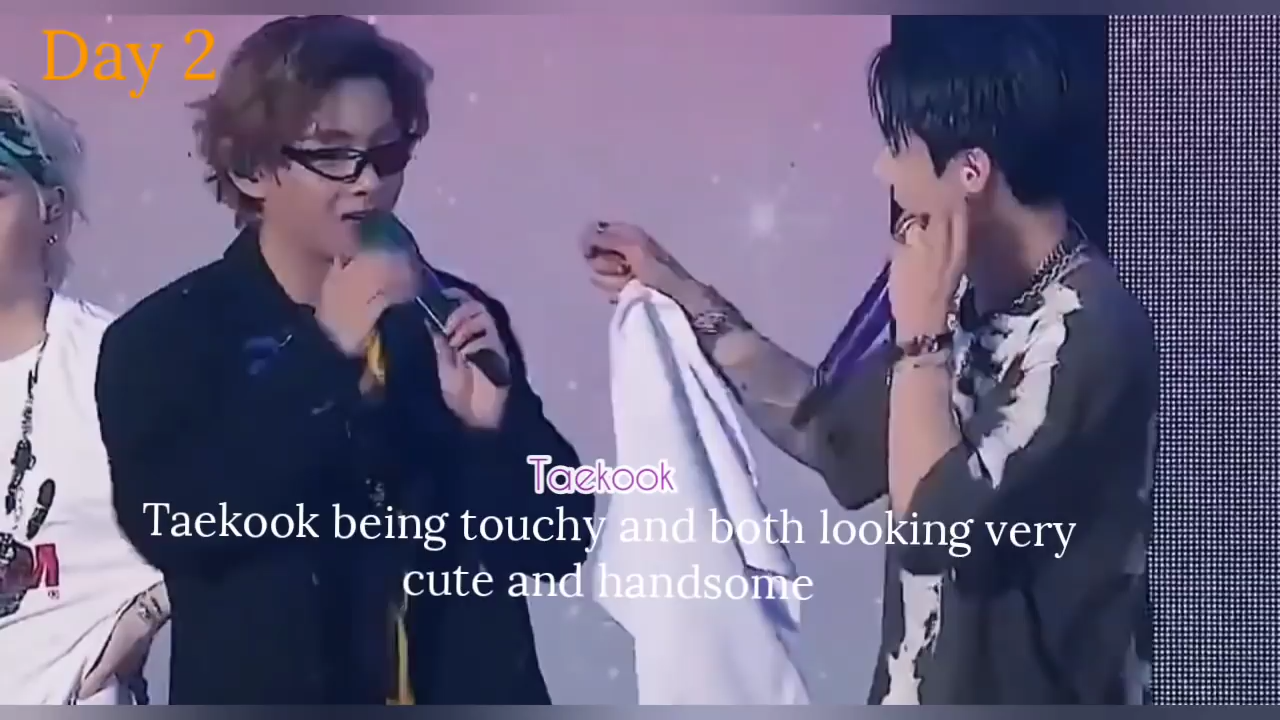 Day 2
Taekook
Taekook being touchy and both looking very
cute and handsome